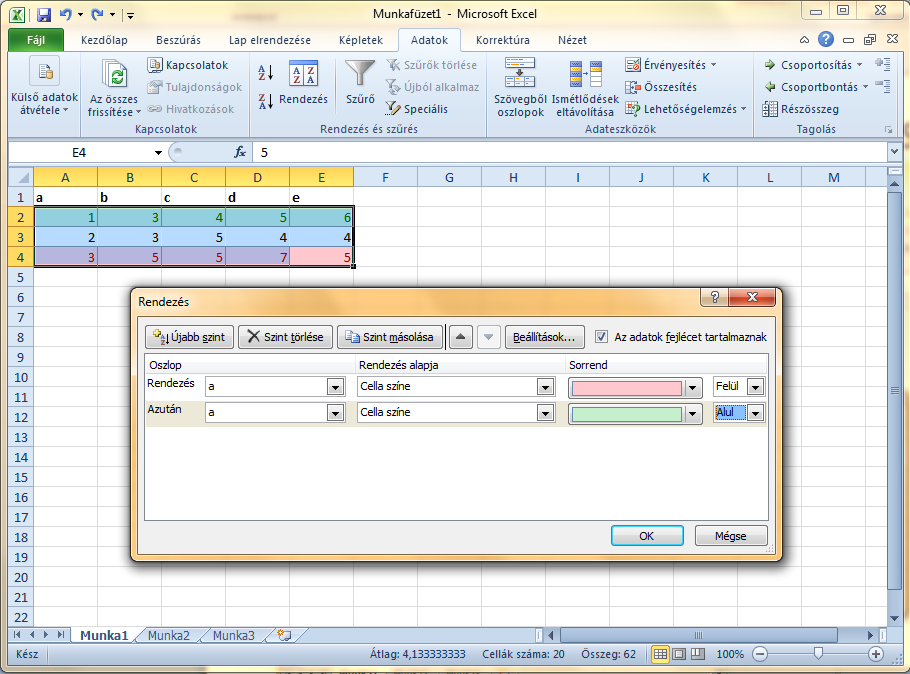 Munkafüzet1 - Microsoft Excel
Fájl Kezdőlap Beszúrás Lap elrendezése Képletek Adatok Korrektúra Nézet
Külső adatok átvétele
Az összes frissítése
Kapcsolatok
Tulajdonságok
Hivatkozások
Kapcsolatok
Rendezés
Szűrő
Szűrők törlése
Újból alkalmaz
Speciális
Rendezés és szűrés
Szövegből oszlopok
Ismétlődések eltávolítása
Érvényesítés
Összesítés
Lehetőségelemzés
Adateszközök
Csoportosítás
Csoportbontás
Részösszeg
Tagolás
E4 fx 5
A B C D E F G H I J K L M
1 a b c d e
2 1 3 4 5 6
3 2 3 5 4 4
4 3 5 5 7 5
5
6
7
8
9
10
11
12
13
14
15
16
17
18
19
20
21
22
Rendezés
Újabb szint Szint törlése Szint másolása Beállítások... Az adatok fejlécet tartalmaznak
Oszlop Rendezés alapja Sorrend
Rendezés a Cella színe Felül
Azután a Cella színe Alul
OK Mégse
Munka1 Munka2 Munka3
Kész Átlag: 4,133333333 Cellák száma: 20 Összeg: 62 100%